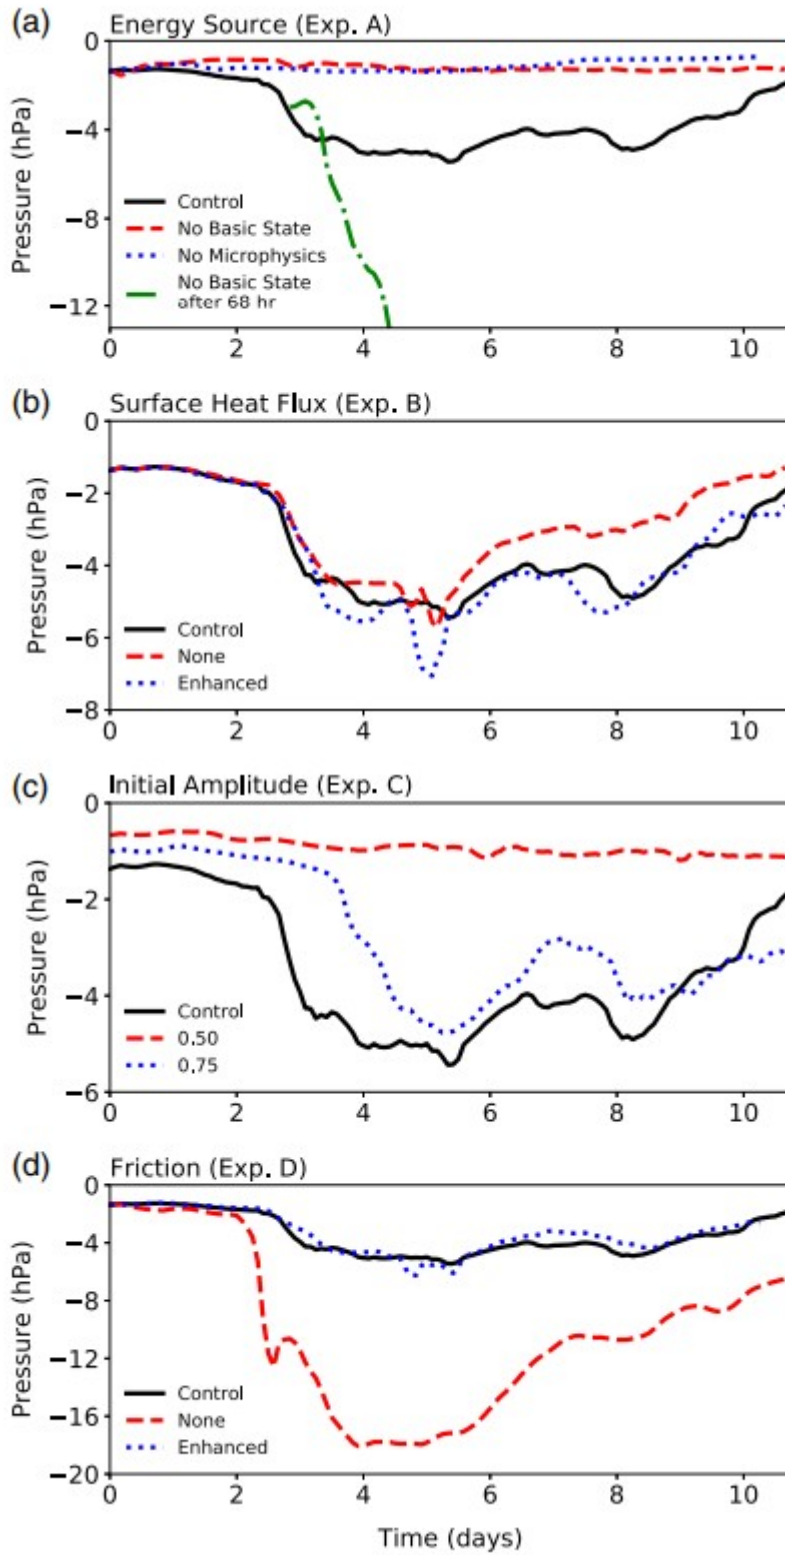 (a) Energy Source (Exp. A)
0
−4
−8
−12
Pressure (hPa)
Control
No Basic State
No Microphysics
No Basic State
after 68 hr
0 2 4 6 8 10
(b) Surface Heat Flux (Exp. B)
0
−2
−4
−6
−8
Pressure (hPa)
Control
None
Enhanced
0 2 4 6 8 10
(c) Initial Amplitude (Exp. C)
0
−2
−4
−6
Pressure (hPa)
Control
0.50
0.75
0 2 4 6 8 10
(d) Friction (Exp. D)
0
−4
−8
−12
−16
−20
Pressure (hPa)
Control
None
Enhanced
0 2 4 6 8 10
Time (days)